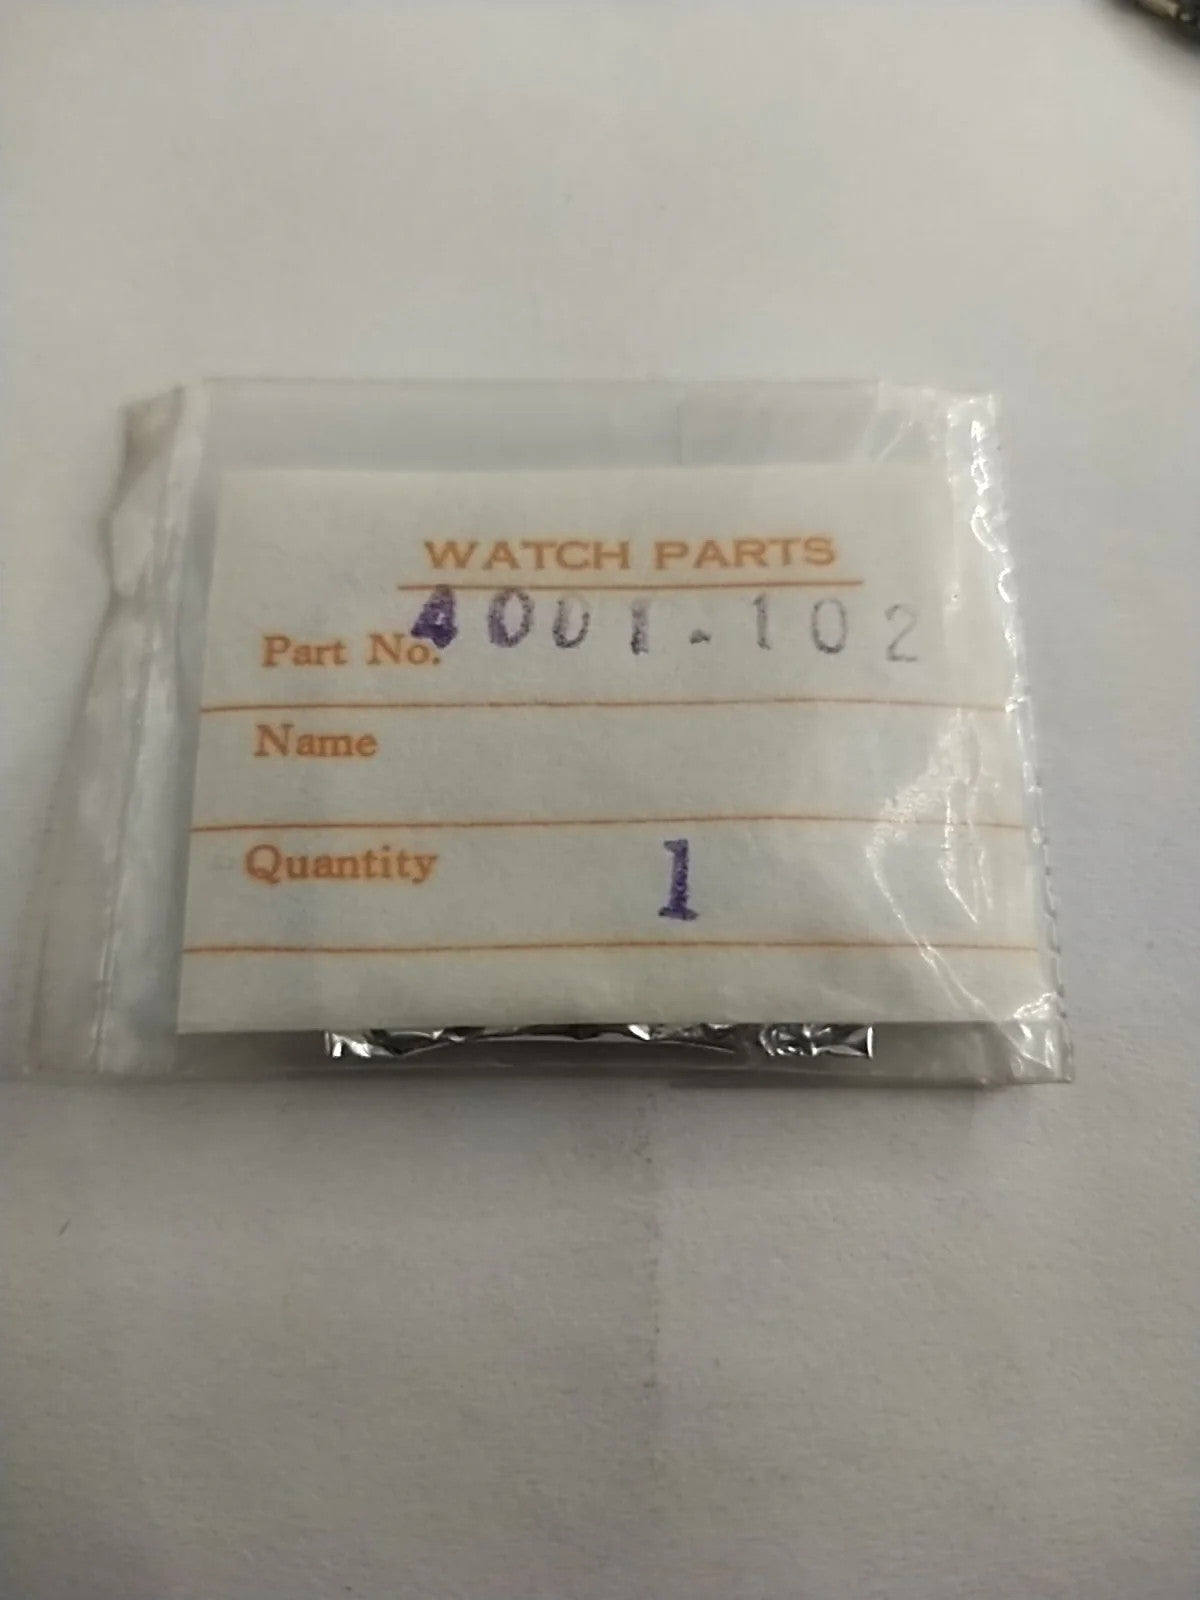 WATCH PARTS
Part No. 4001-102
Name
Quantity 1